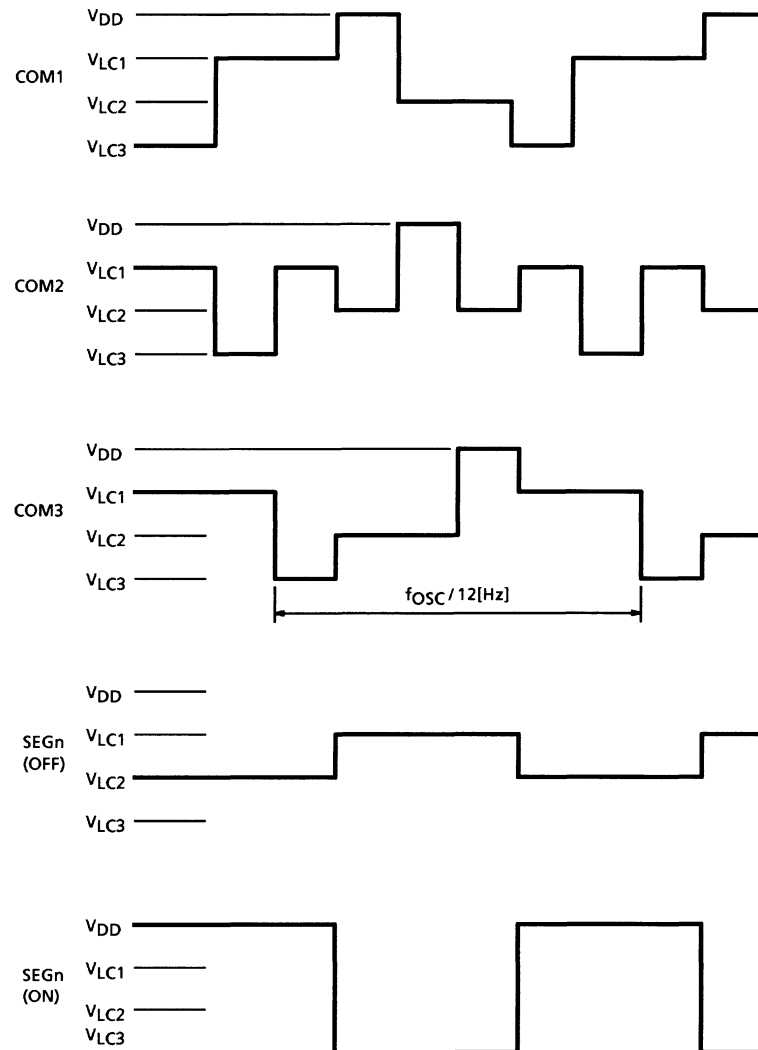 VDD
VLC1
COM1
VLC2
VLC3
VDD
VLC1
COM2
VLC2
VLC3
VDD
VLC1
COM3
VLC2
VLC3
fOSC / 12[Hz]
VDD
SEGn
(OFF)
VLC1
VLC2
VLC3
VDD
VLC1
SEGn
(ON)
VLC2
VLC3